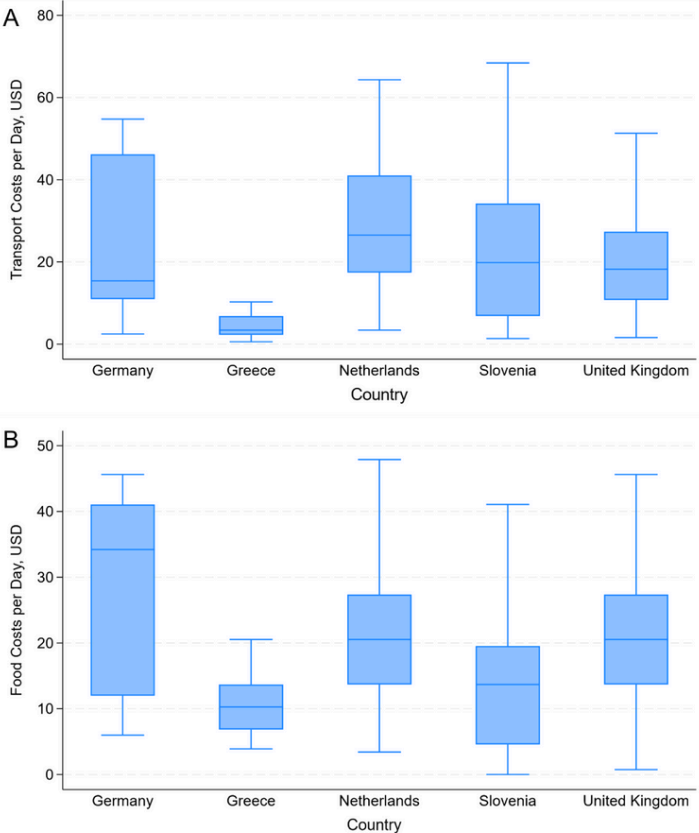 A
Transport Costs per Day, USD
80
60
40
20
0
Germany Greece Netherlands Slovenia United Kingdom
Country
B
Food Costs per Day, USD
50
40
30
20
10
0
Germany Greece Netherlands Slovenia United Kingdom
Country